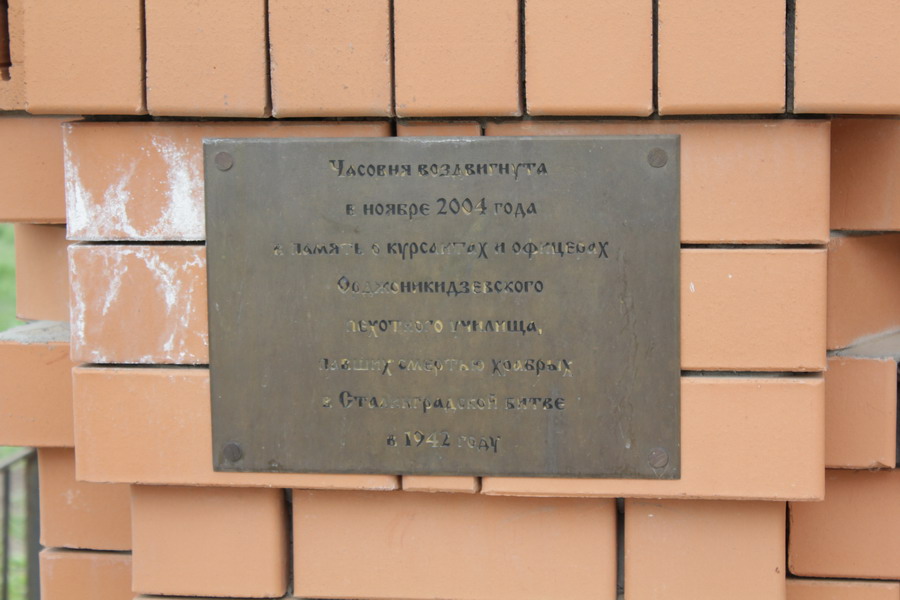 Часовня воздвигнута
в ноябре 2004 года
в память о курсантах и офицерах
Орджоникидзевского
пехотного училища,
павших смертью храбрых
в Сталинградской битве
в 1942 году